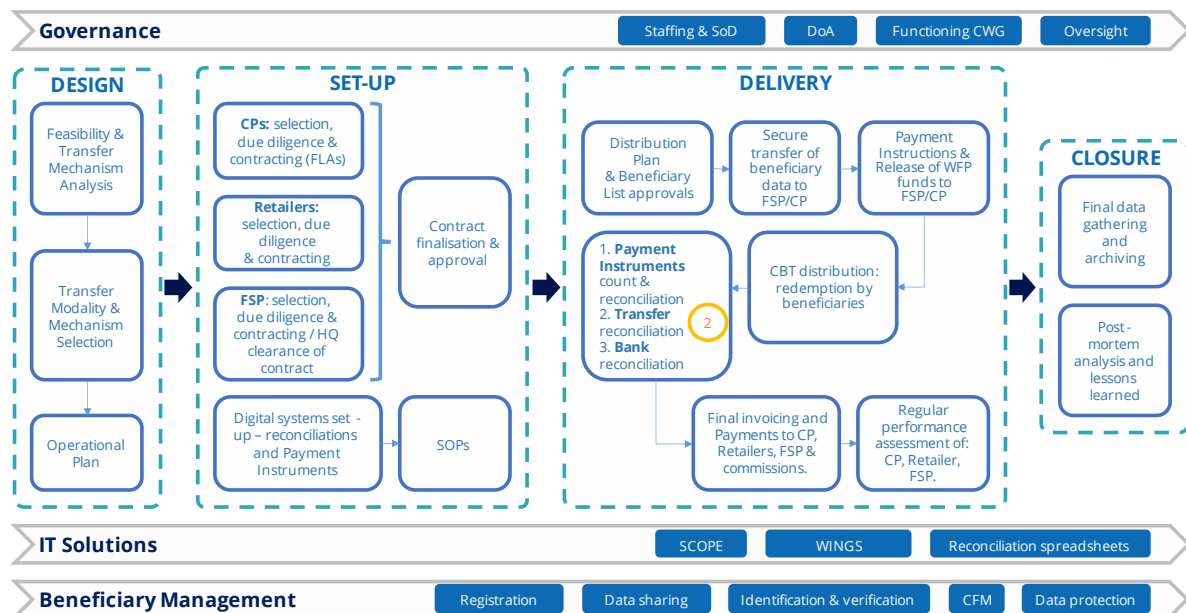 Governance
Staffing & SoD
DoA
Functioning CWG
Oversight
DESIGN
Feasibility &
Transfer
Mechanism
Analysis
Transfer
Modality &
Mechanism
Selection
Operational
Plan
SET-UP
CPs: selection,
due diligence &
contracting (FLAs)
Retailers:
selection, due
diligence
& contracting
FSP: selection,
due diligence &
contracting / HQ
clearance of
contract
Contract
finalisation &
approval
Digital systems set -
up – reconciliations
and Payment
Instruments
SOPs
DELIVERY
Distribution
Plan
& Beneficiary
List approvals
Secure
transfer of
beneficiary
data to
FSP/CP
Payment
Instructions &
Release of WFP
funds to
FSP/CP
1. Payment
Instruments
count &
reconciliation
2. Transfer
reconciliation
3. Bank
reconciliation
2
CBT distribution:
redemption by
beneficiaries
Final invoicing and
Payments to CP,
Retailers, FSP &
commissions.
Regular
performance
assessment of:
CP, Retailer,
FSP.
CLOSURE
Final data
gathering
and
archiving
Post -
mortem
analysis and
lessons
learned
IT Solutions
SCOPE
WINGS
Reconciliation spreadsheets
Beneficiary Management
Registration
Data sharing
Identification & verification
CFM
Data protection